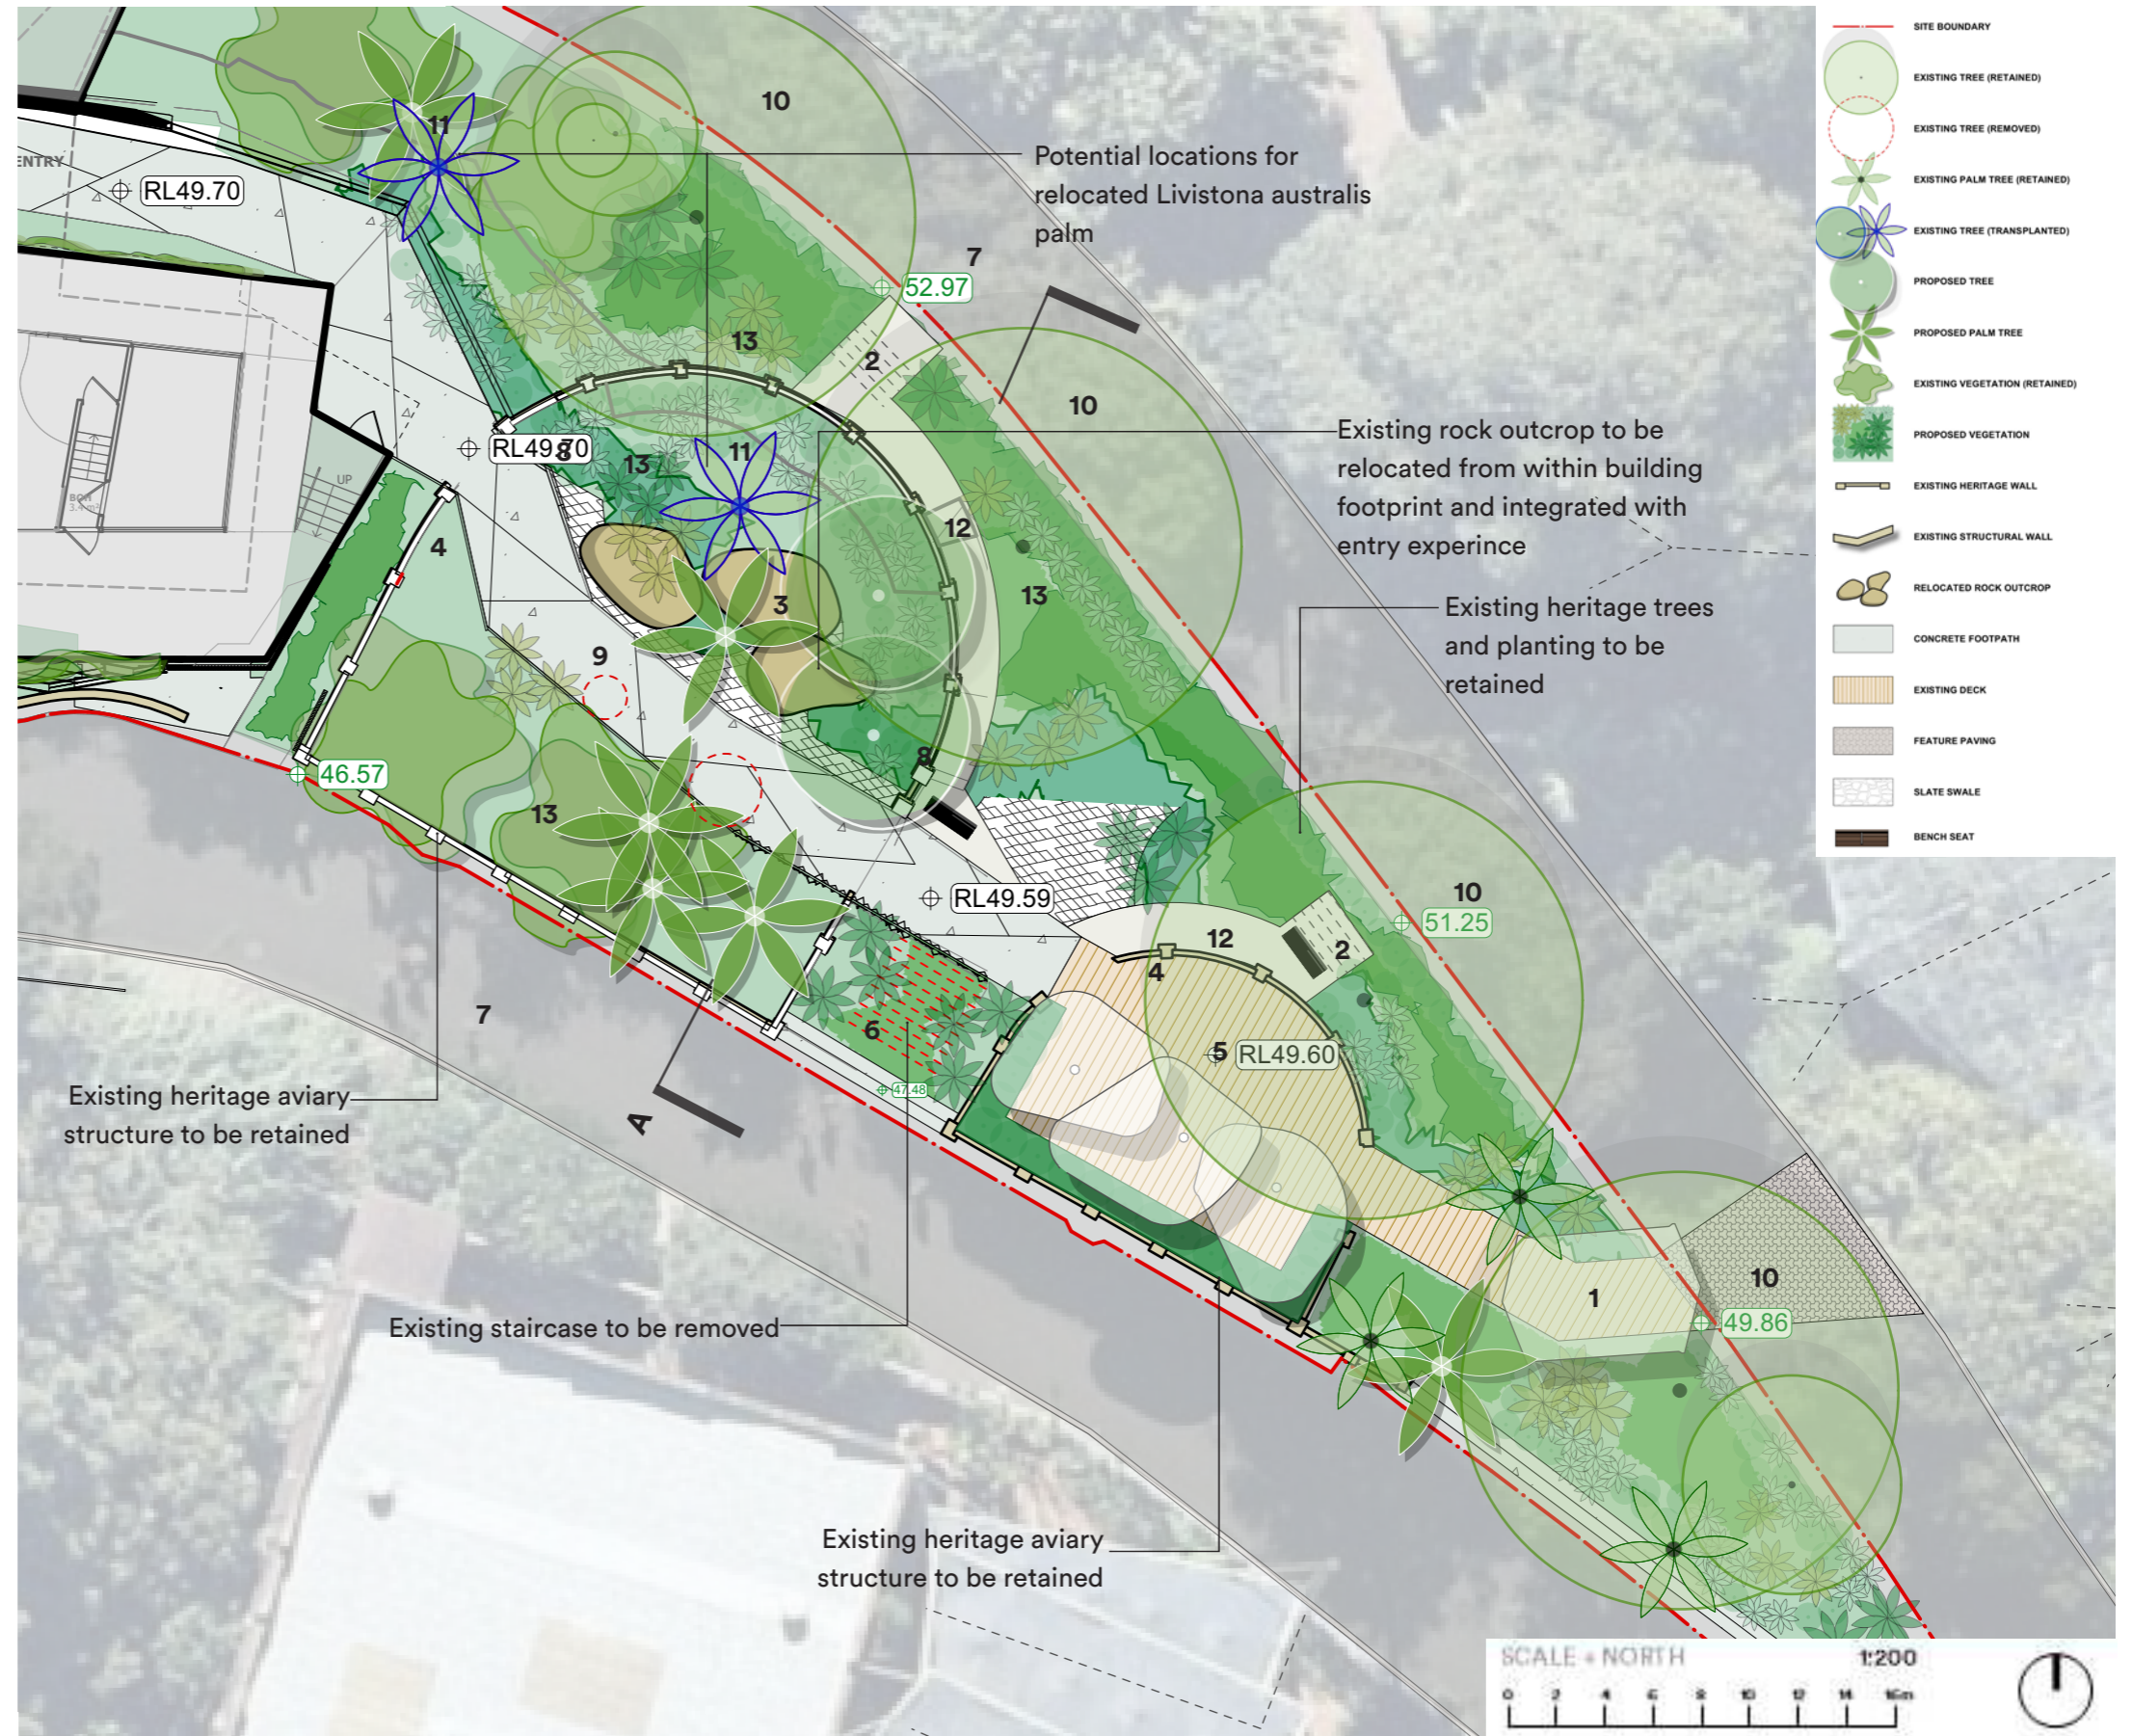 SITE BOUNDARY
EXISTING TREE (RETAINED)
EXISTING TREE (REMOVED)
EXISTING PALM TREE (RETAINED)
EXISTING TREE (TRANSPLANTED)
PROPOSED TREE
PROPOSED PALM TREE
EXISTING VEGETATION (RETAINED)
PROPOSED VEGETATION
EXISTING HERITAGE WALL
EXISTING STRUCTURAL WALL
RELOCATED ROCK OUTCROP
CONCRETE FOOTPATH
EXISTING DECK
FEATURE PAVING
SLATE SWALE
BENCH SEAT
10
11
Potential locations for
relocated Livistona australis
palm
ENTRY
RL49.70
7
52.97
13
2
10
Existing rock outcrop to be
relocated from within building
footprint and integrated with
entry experince
RL49.70
8
13
11
UP
4
12
3
13
Existing heritage trees
and planting to be
retained
9
8
46.57
13
RL49.59
10
51.25
12
2
4
7
6
5
RL49.60
47.48
Existing heritage aviary
structure to be retained
A
10
1
49.86
Existing staircase to be removed
Existing heritage aviary
structure to be retained
SCALE + NORTH
1:200
0 2 4 6 8 10 12 14 16m